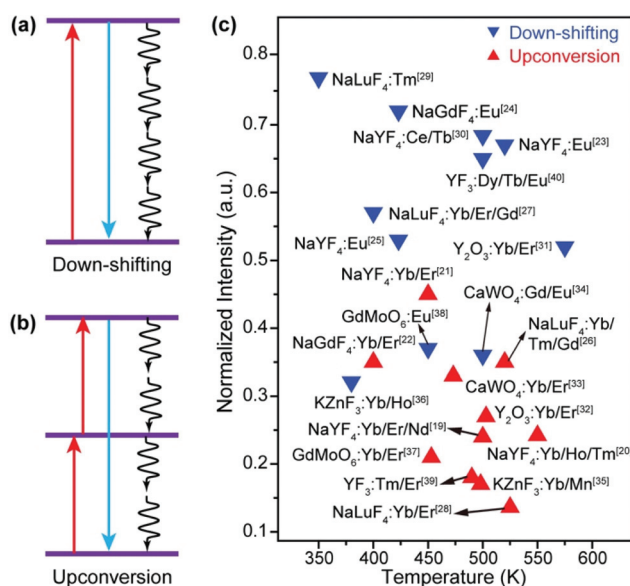 (a)
Down-shifting
(b)
Upconversion
(c)
Normalized Intensity (a.u.)
0.8
0.7
0.6
0.5
0.4
0.3
0.2
0.1
Down-shifting
Upconversion
NaLuF₄:Tm[29]
NaGdF₄:Eu[24]
NaYF₄:Ce/Tb[30]
NaYF₄:Eu[23]
YF₃:Dy/Tb/Eu[40]
NaLuF₄:Yb/Er/Gd[27]
NaYF₄:Eu[25]
Y₂O₃:Yb/Er[31]
NaYF₄:Yb/Er[21]
CaWO₄:Gd/Eu[34]
GdMoO₆:Eu[38]
NaLuF₄:Yb/
Tm/Gd[26]
NaGdF₄:Yb/Er[22]
CaWO₄:Yb/Er[33]
KZnF₃:Yb/Ho[36]
Y₂O₃:Yb/Er[32]
NaYF₄:Yb/Er/Nd[19]
GdMoO₆:Yb/Er[37]
NaYF₄:Yb/Ho/Tm[20]
YF₃:Tm/Er[39]
KZnF₃:Yb/Mn[35]
NaLuF₄:Yb/Er[28]
350 400 450 500 550 600
Temperature (K)